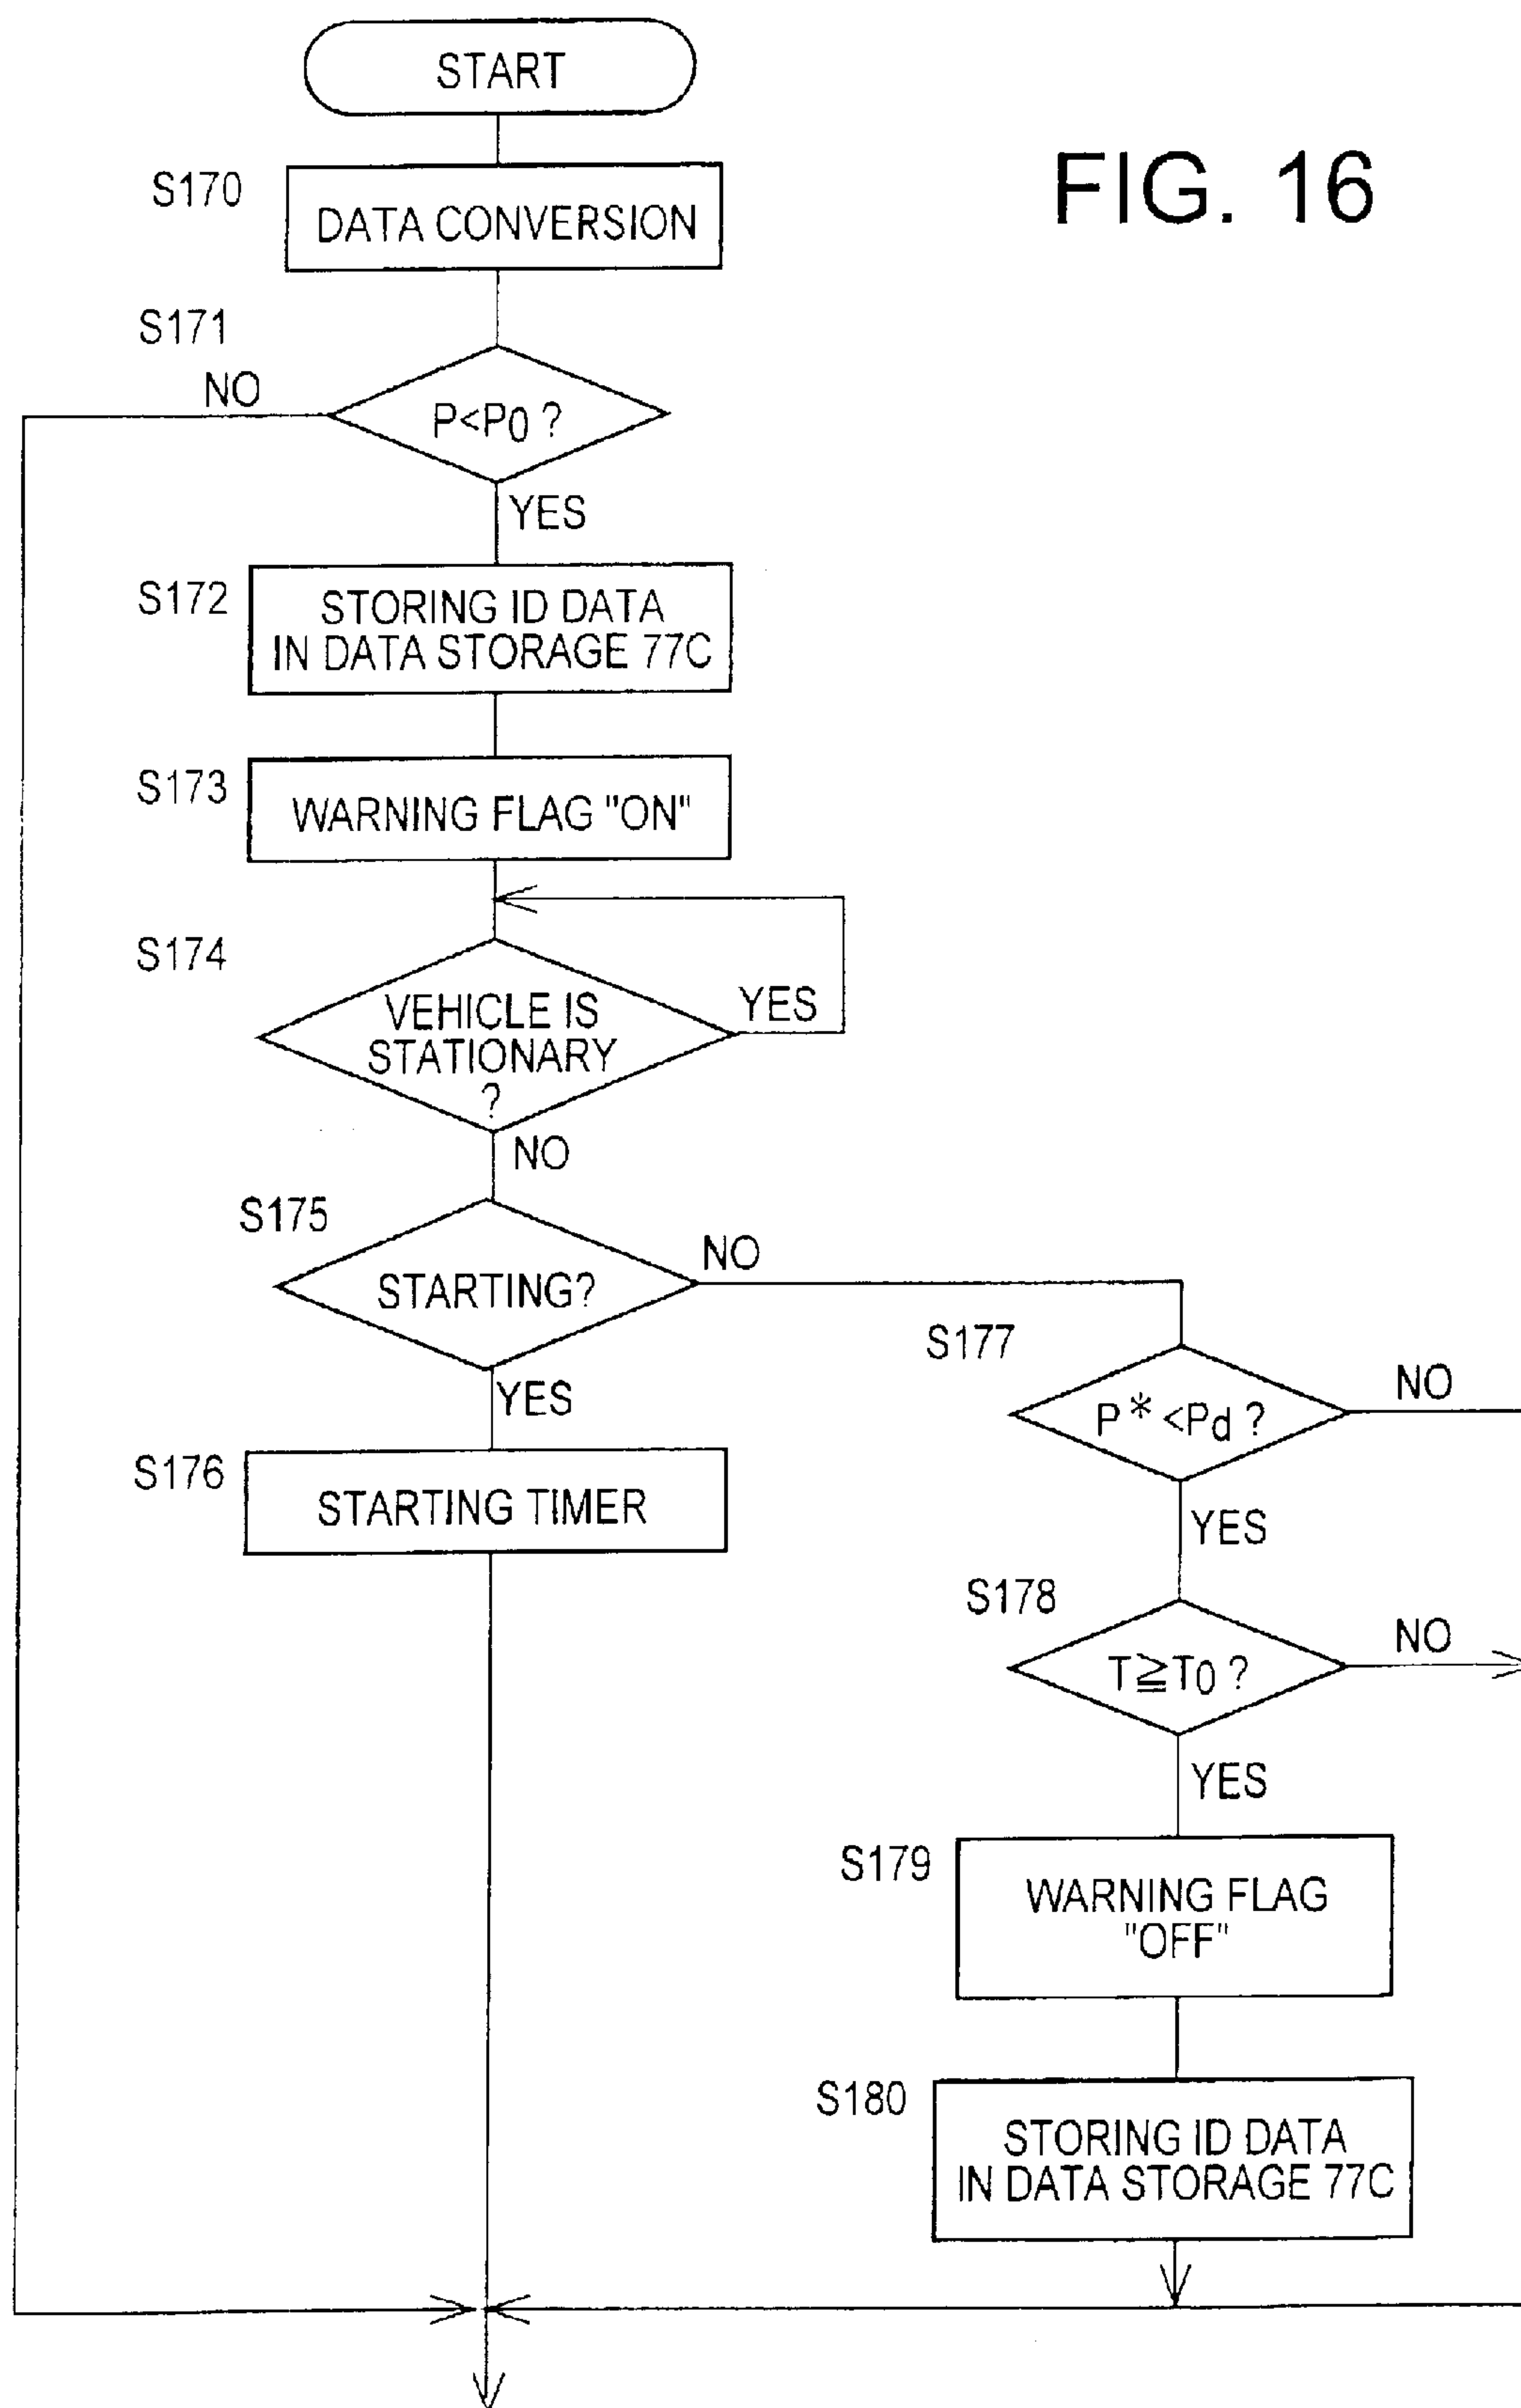 START
FIG. 16
S170
DATA CONVERSION
S171
NO
P<P0 ?
YES
S172
STORING ID DATA
IN DATA STORAGE 77C
S173
WARNING FLAG "ON"
S174
VEHICLE IS
STATIONARY
?
YES
NO
S175
STARTING?
NO
YES
S176
STARTING TIMER
S177
P* <Pd ?
NO
YES
S178
T≧T0 ?
NO
YES
S179
WARNING FLAG
"OFF"
S180
STORING ID DATA
IN DATA STORAGE 77C